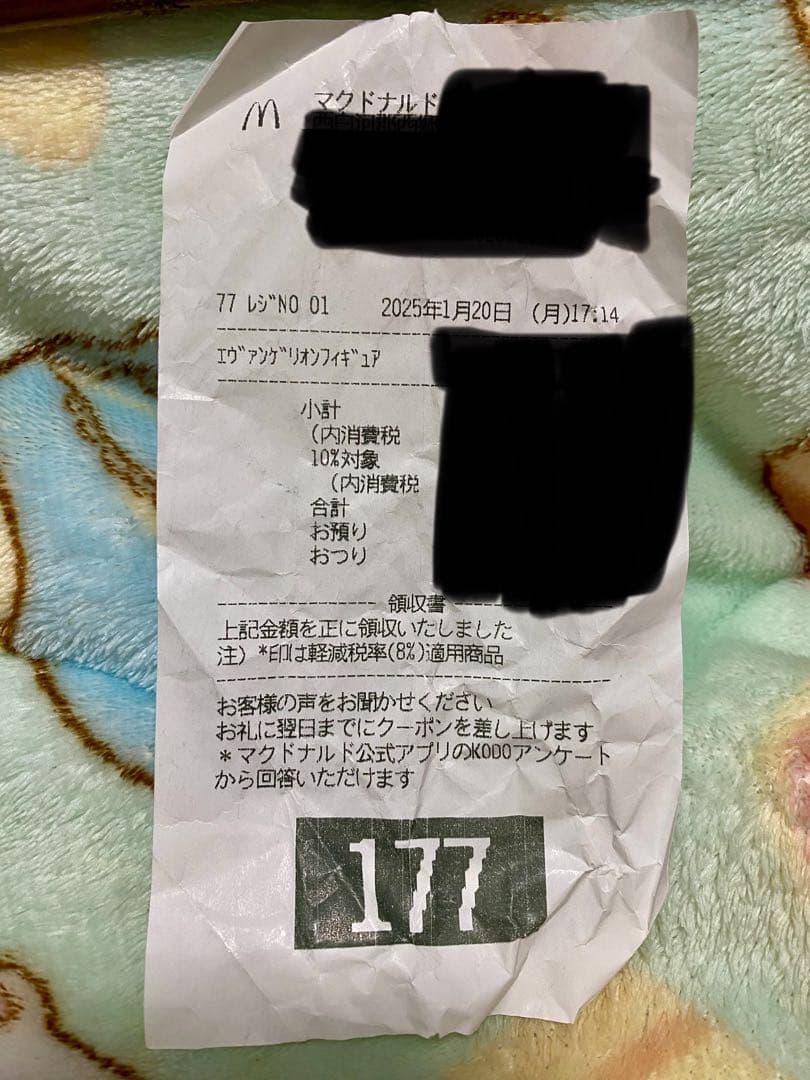 マクドナルド
77 ﾚｼﾞNO 01 2025年1月20日 (月)17:14
ｴｳﾞｧﾝｹﾞﾘｵﾝﾌｨｷﾞｭｱ
小計
(内消費税
10%対象
(内消費税
合計
お預り
おつり
領収書
上記金額を正に領収いたしました
注) *印は軽減税率(8%)適用商品
お客様の声をお聞かせください
お礼に翌日までにクーポンを差し上げます
*マクドナルド公式アプリのKODOアンケート
から回答いただけます
177